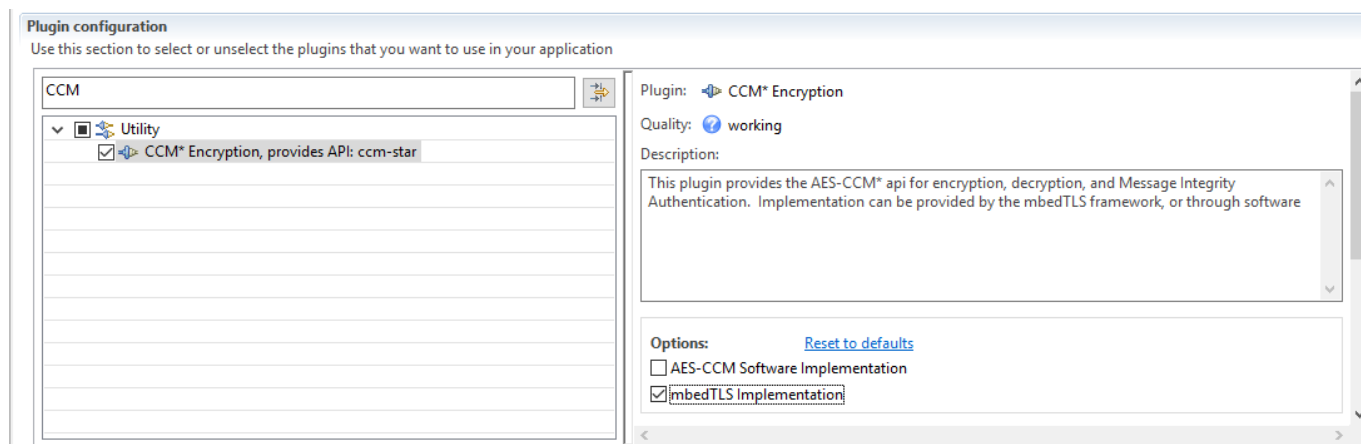 Plugin configuration
Use this section to select or unselect the plugins that you want to use in your application
CCM
Utility
CCM* Encryption, provides API: ccm-star
Plugin: CCM* Encryption
Quality: working
Description:
This plugin provides the AES-CCM* api for encryption, decryption, and Message Integrity
Authentication. Implementation can be provided by the mbedTLS framework, or through software
Options: Reset to defaults
AES-CCM Software Implementation
mbedTLS Implementation